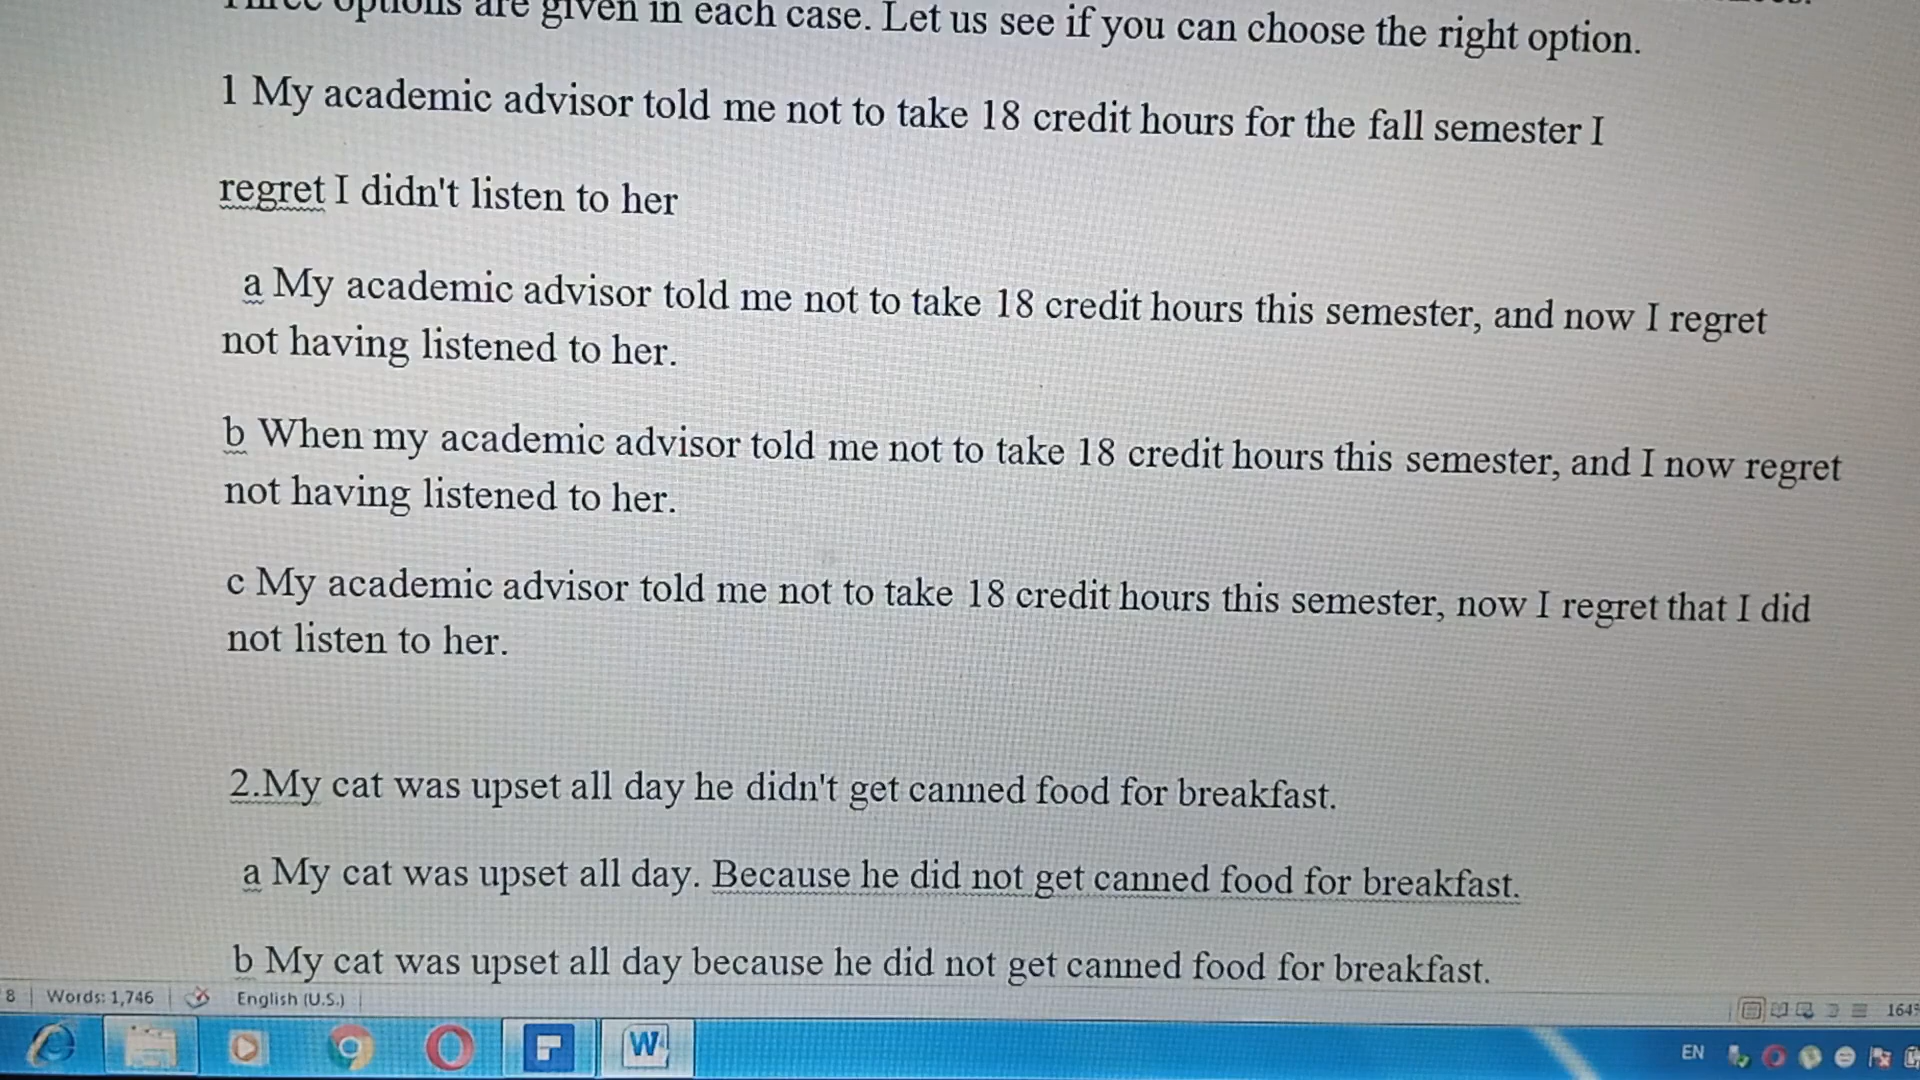 options are given in each case. Let us see if you can choose the right option.
1 My academic advisor told me not to take 18 credit hours for the fall semester I
regret I didn't listen to her
a My academic advisor told me not to take 18 credit hours this semester, and now I regret
not having listened to her.
b When my academic advisor told me not to take 18 credit hours this semester, and I now regret
not having listened to her.
c My academic advisor told me not to take 18 credit hours this semester, now I regret that I did
not listen to her.
2.My cat was upset all day he didn't get canned food for breakfast.
a My cat was upset all day. Because he did not get canned food for breakfast.
b My cat was upset all day because he did not get canned food for breakfast.
8 Words: 1,746 English (U.S.)
EN